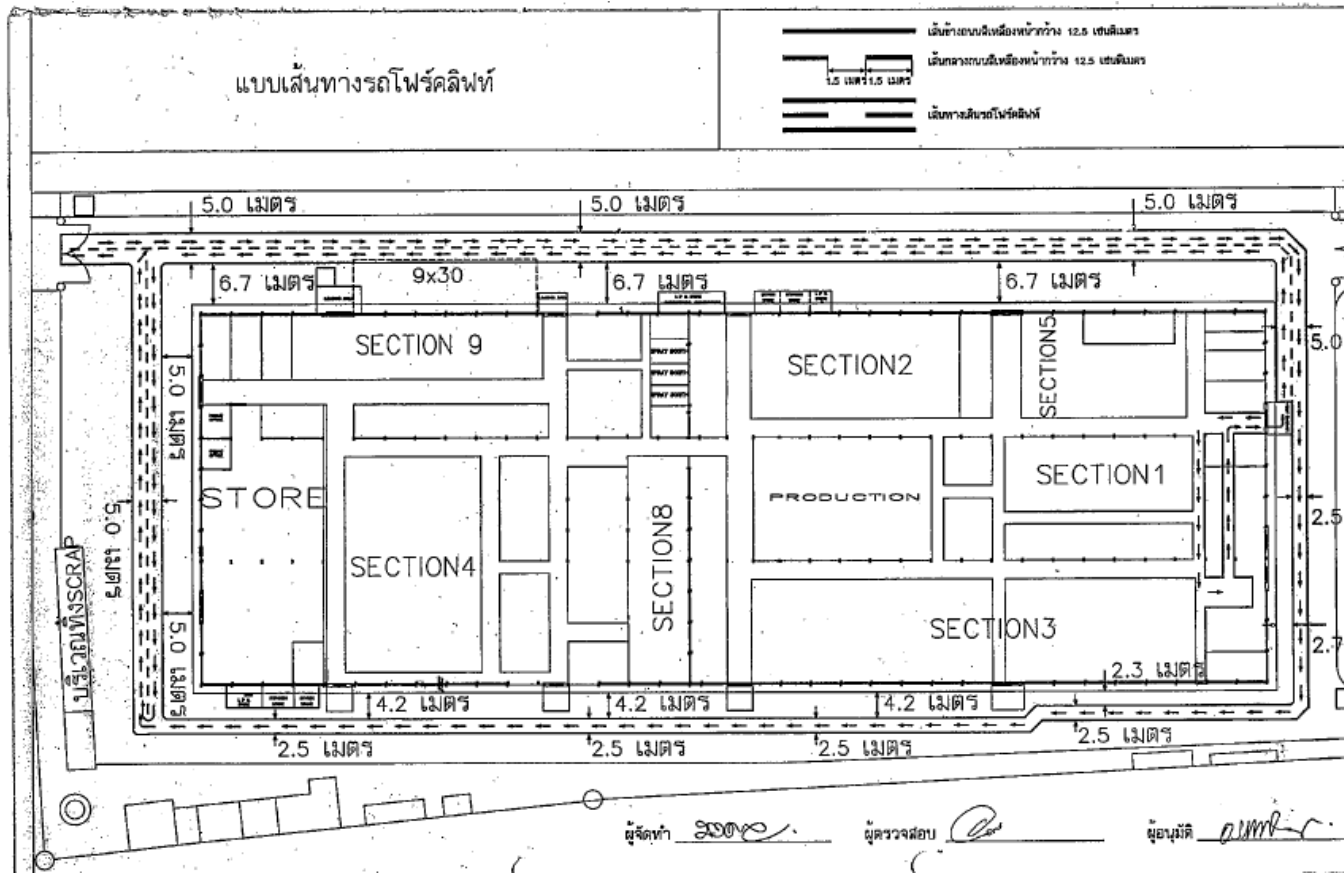 แบบเส้นทางรถโฟร์คลิฟท์
เส้นข้างถนนสีเหลืองหน้ากว้าง 12.5 เซนติเมตร
เส้นกลางถนนสีเหลืองหน้ากว้าง 12.5 เซนติเมตร
1.5 เมตร 1.5 เมตร
เส้นทางเดินรถโฟร์คลิฟท์
5.0 เมตร 5.0 เมตร 5.0 เมตร
6.7 เมตร 9x30 6.7 เมตร 6.7 เมตร
SECTION 9
SECTION2
SECTION5
5.0
5.0 เมตร
STORE
PRODUCTION
SECTION1
2.5
5.0 เมตร
SECTION4
SECTION8
SECTION3
2.7
บริเวณทิ้งSCRAP
5.0 เมตร
2.3 เมตร
4.2 เมตร 4.2 เมตร 4.2 เมตร
2.5 เมตร 2.5 เมตร 2.5 เมตร 2.5 เมตร
ผู้จัดทำ ผู้ตรวจสอบ ผู้อนุมัติ